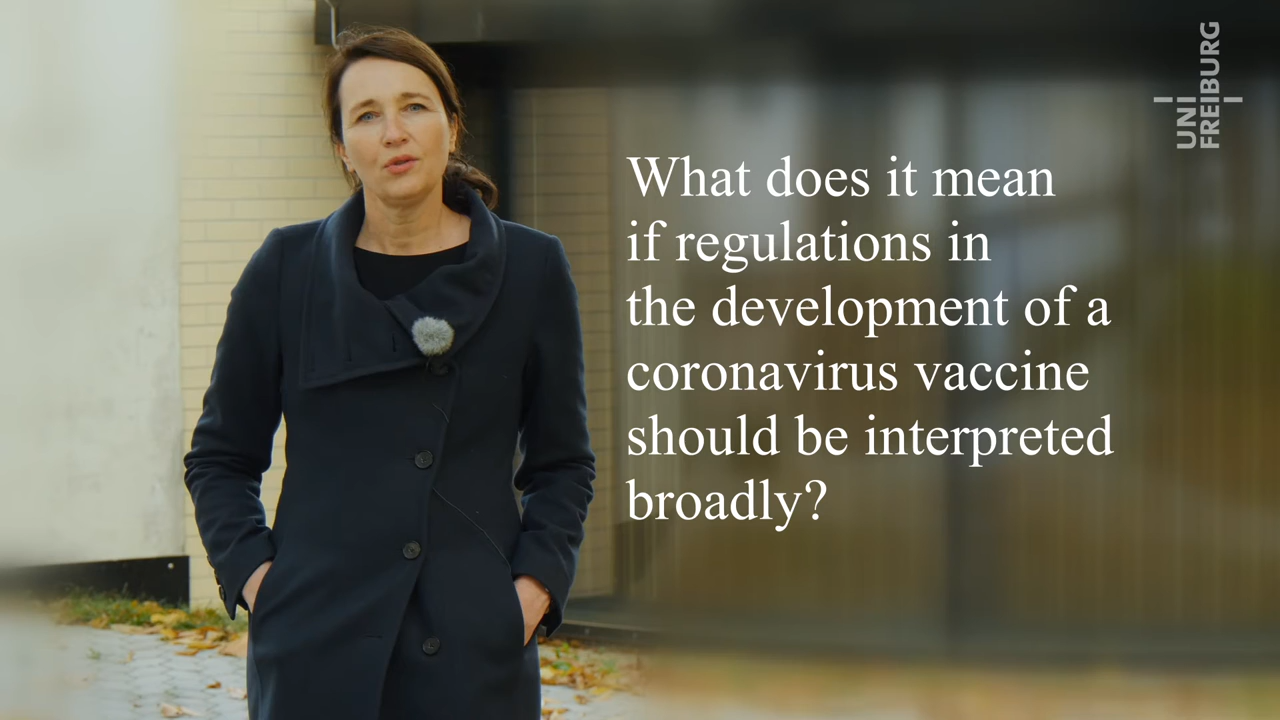 What does it mean
if regulations in
the development of a
coronavirus vaccine
should be interpreted
broadly?
UNI
FREIBURG